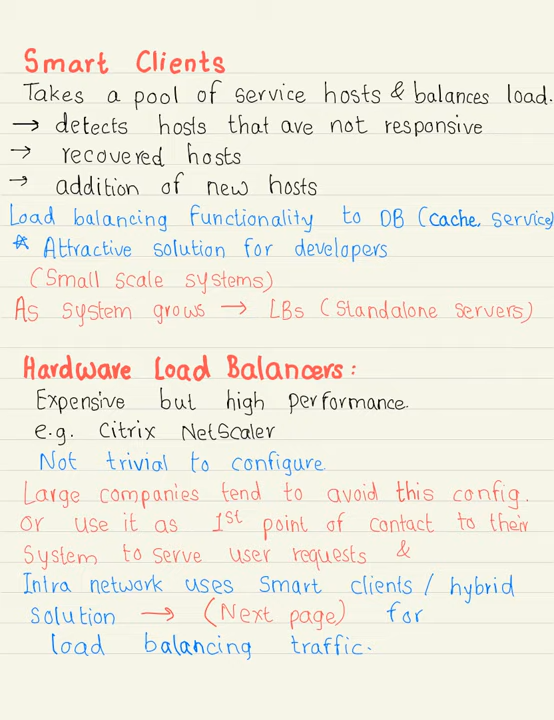 Smart Clients
Takes a pool of service hosts & balances load.
→ detects hosts that are not responsive
→ recovered hosts
→ addition of new hosts
Load balancing functionality to DB (cache, service)
* Attractive solution for developers
(Small scale systems)
As system grows → LBs (Standalone servers)
Hardware Load Balancers:
Expensive but high performance.
e.g. Citrix NetScaler
Not trivial to configure.
Large companies tend to avoid this config.
Or use it as 1st point of contact to their
System to serve user requests &
Intra network uses Smart clients / hybrid
solution → (Next page) for
load balancing traffic.